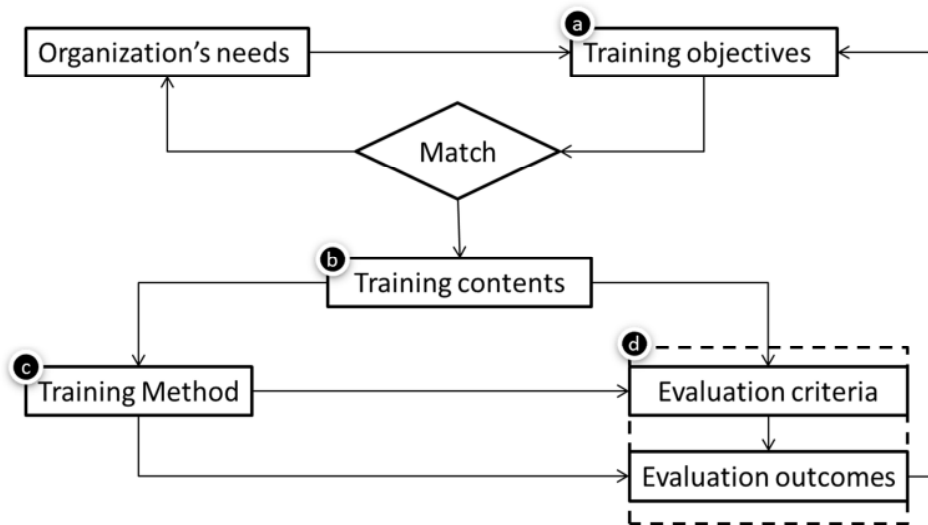 a
Organization's needs
Training objectives
Match
b
Training contents
c
d
Training Method
Evaluation criteria
Evaluation outcomes